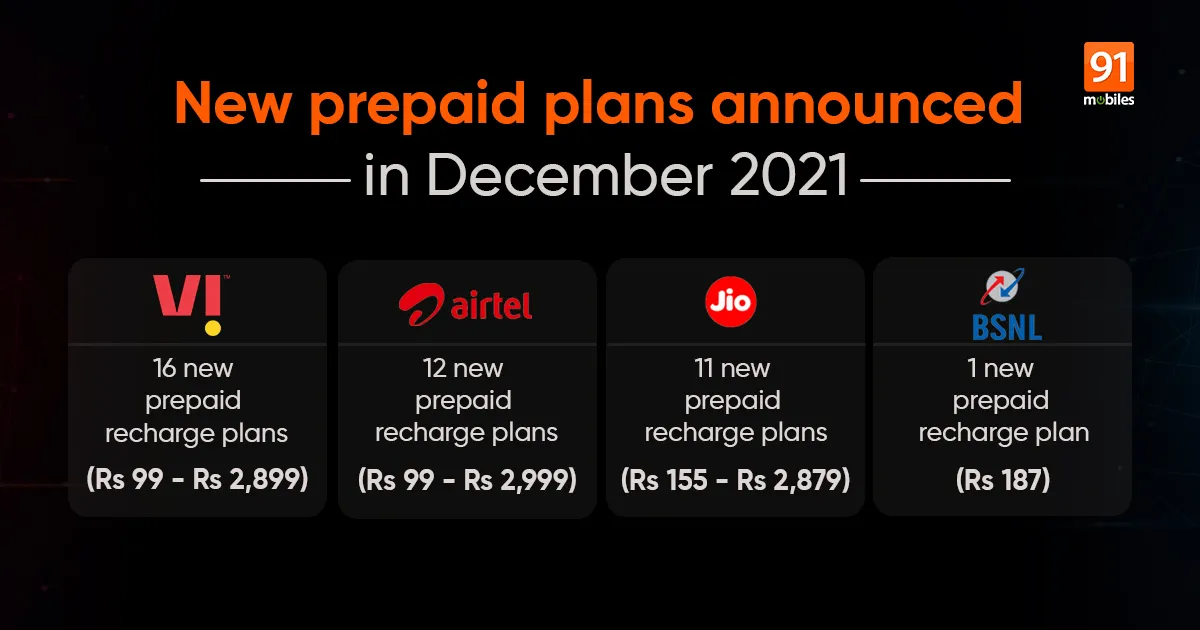 91
mobiles
New prepaid plans announced
in December 2021
VI™
16 new
prepaid
recharge plans
(Rs 99 - Rs 2,899)
airtel
12 new
prepaid
recharge plans
(Rs 99 - Rs 2,999)
Jio
11 new
prepaid
recharge plans
(Rs 155 - Rs 2,879)
BSNL
1 new
prepaid
recharge plan
(Rs 187)